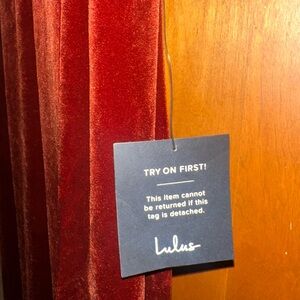 TRY ON FIRST!
This item cannot
be returned if this
tag is detached.
Lulus